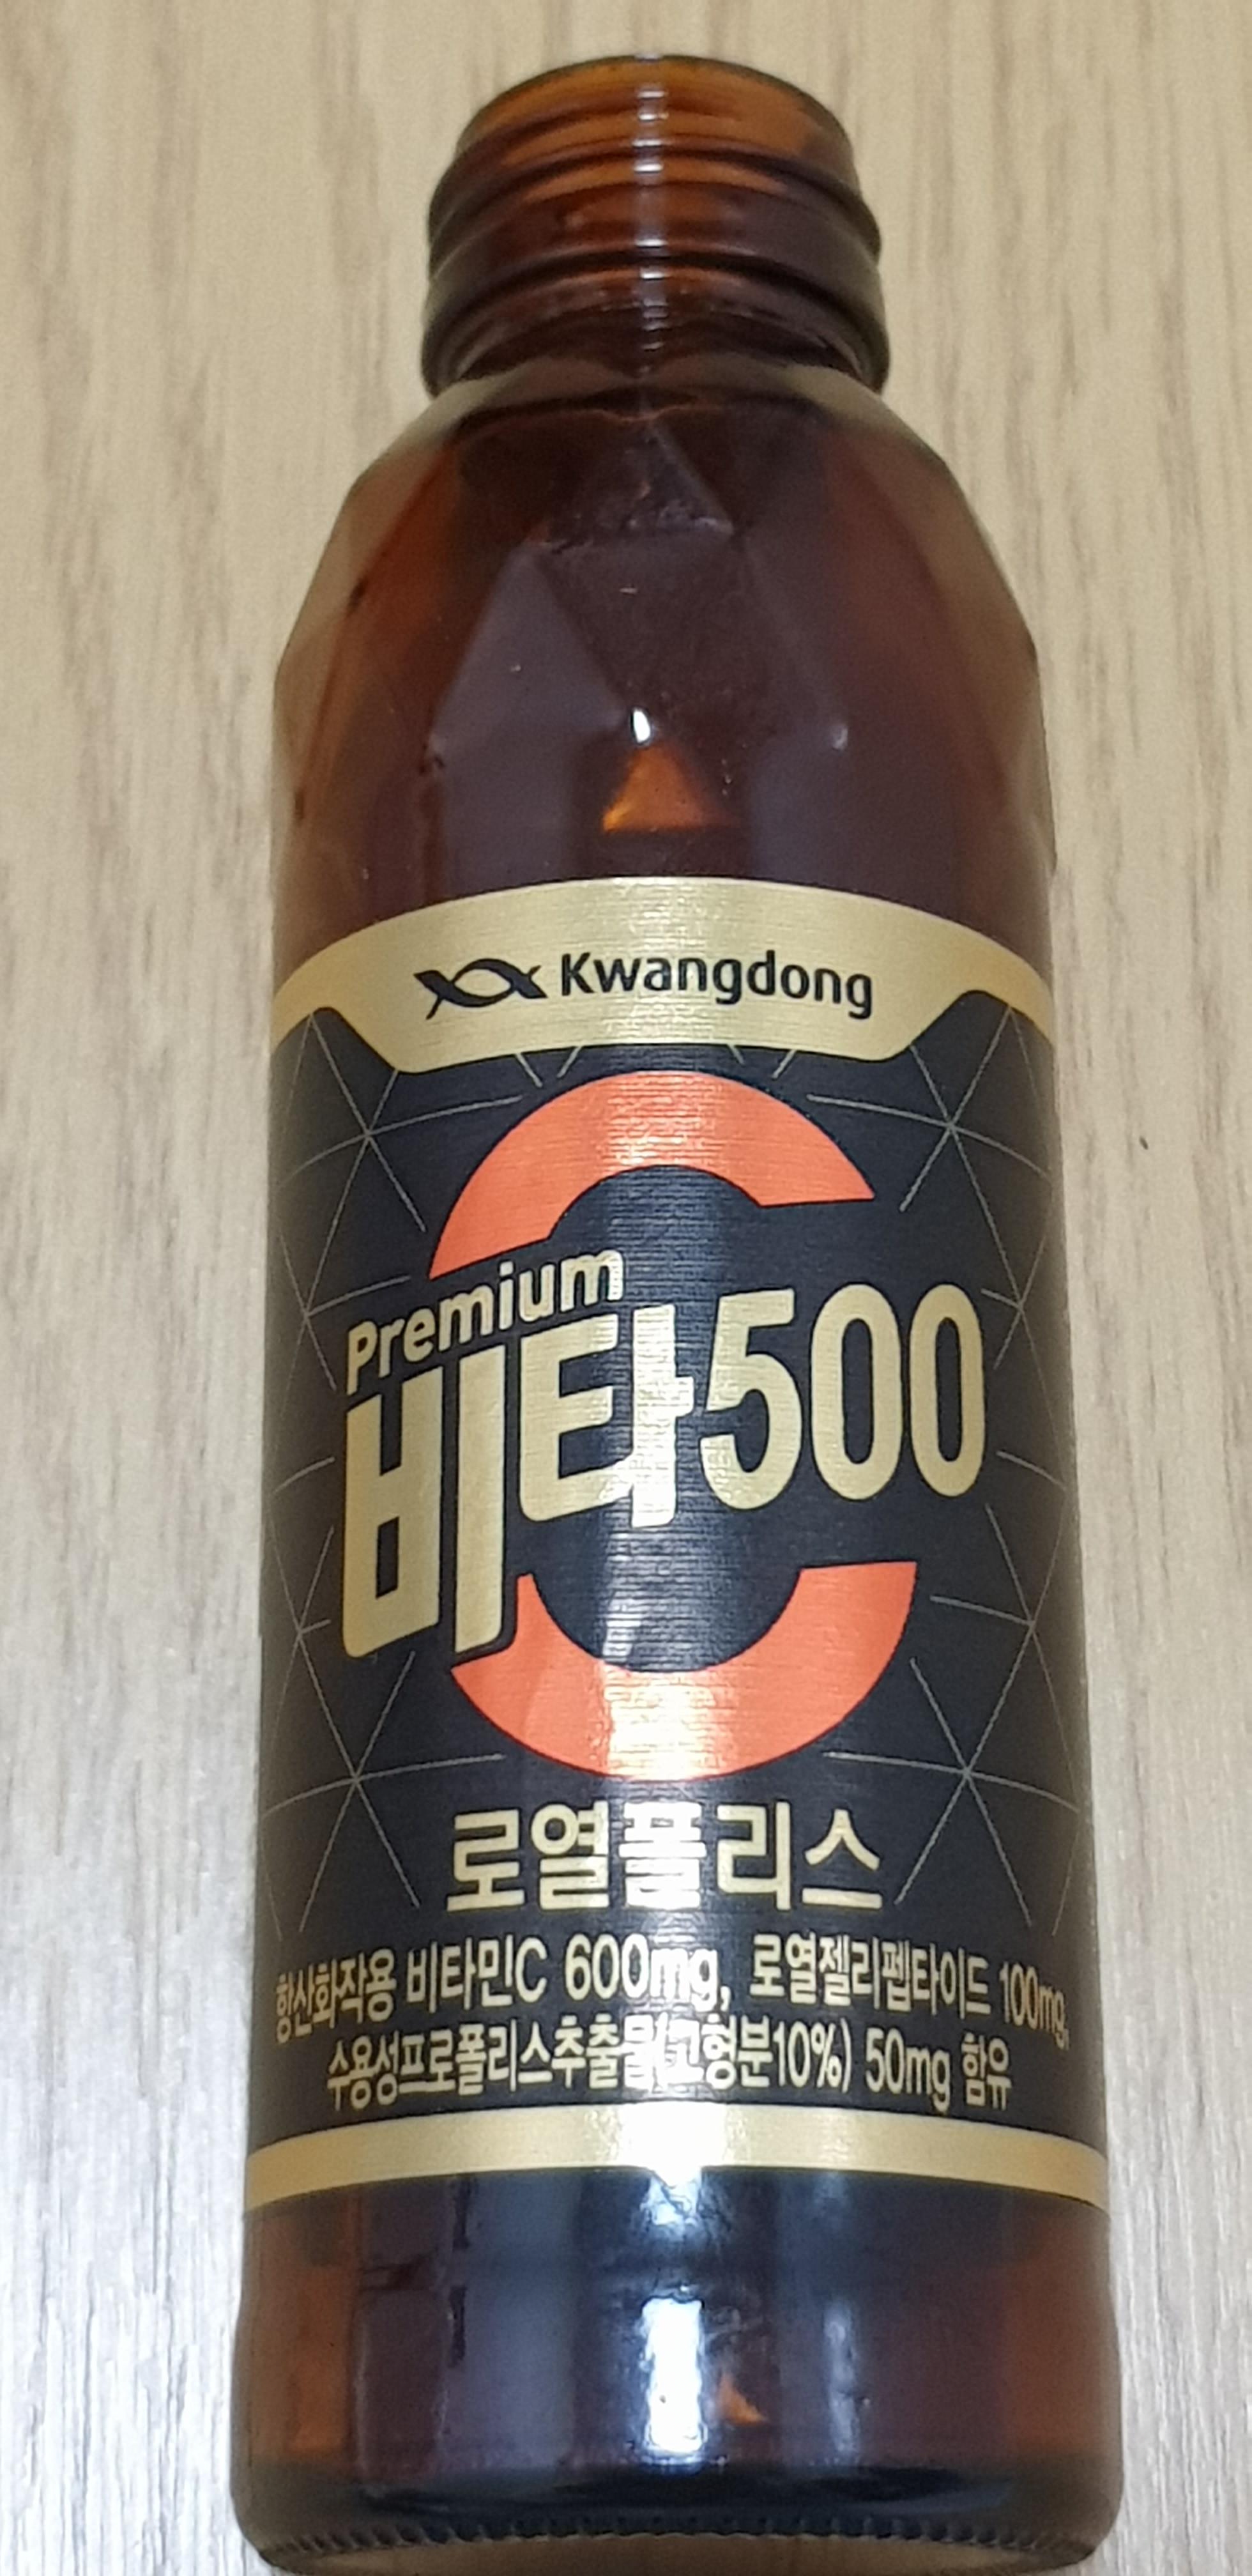 Kwangdong
Premium
비타500
로열폴리스
항산화작용 비타민C 600mg, 로열젤리펩타이드 100mg,
수용성프로폴리스추출물(고형분10%) 50mg 함유